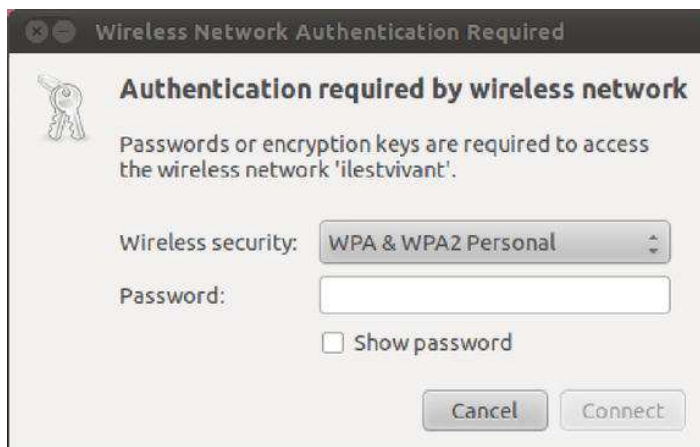 Wireless Network Authentication Required
Authentication required by wireless network
Passwords or encryption keys are required to access
the wireless network 'ilestvivant'.
Wireless security: WPA & WPA2 Personal
Password:
Show password
Cancel Connect